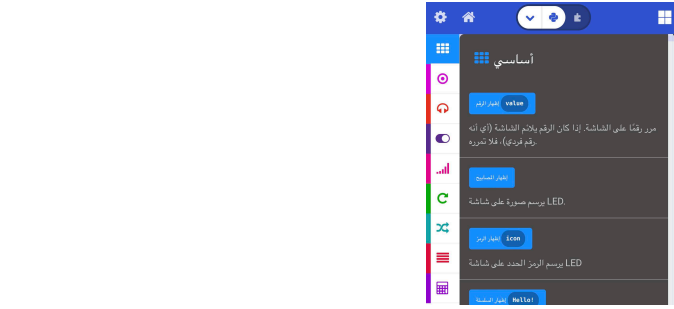 أساسي
إظهار الرقم value
مرر رقمًا على الشاشة. إذا كان الرقم يلائم الشاشة (أي أنه
رقم فردي)، فلا تمرره.
إظهار المصابيح
يرسم صورة على شاشة LED.
إظهار الرمز icon
يرسم الرمز المحدد على شاشة LED
إظهار السلسلة Hello!